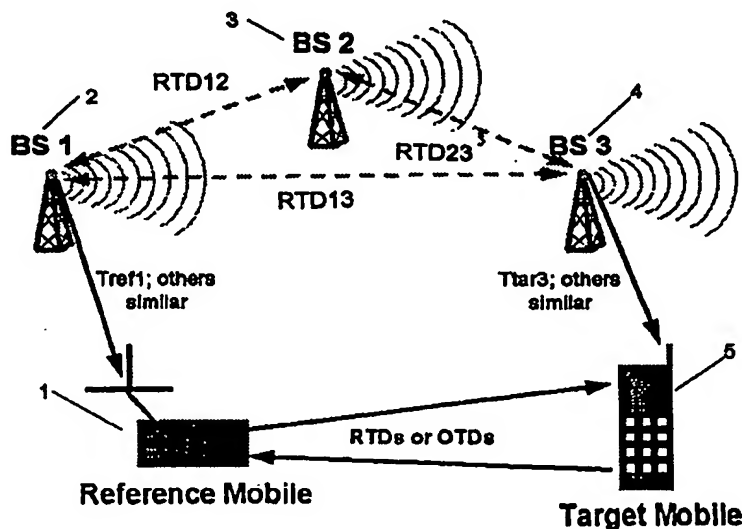 3
BS 2
RTD12
2
4
BS 1
BS 3
RTD23
RTD13
Tref1; others
similar
Ttar3; others
similar
1
5
RTDs or OTDs
Reference Mobile
Target Mobile